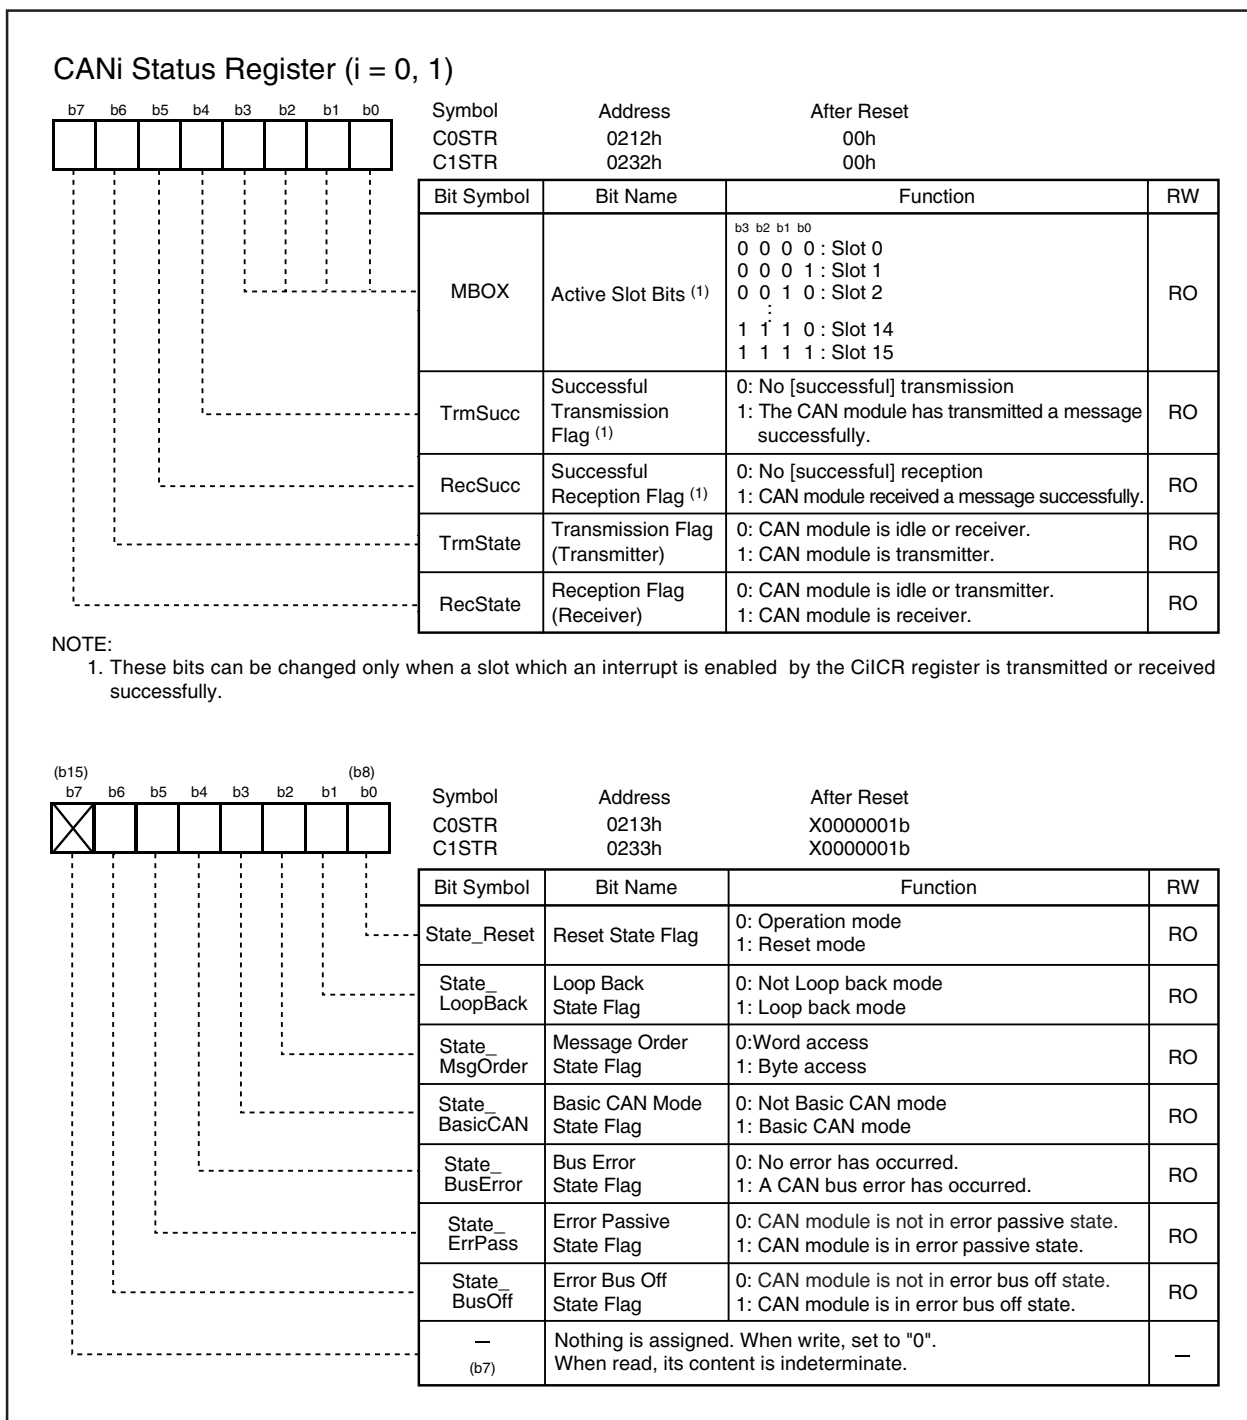 CANi Status Register (i = 0, 1)
b7 b6 b5 b4 b3 b2 b1 b0
Symbol Address After Reset
C0STR 0212h 00h
C1STR 0232h 00h
Bit Symbol Bit Name Function RW
MBOX Active Slot Bits (1) RO
b3 b2 b1 b0
0 0 0 0 : Slot 0
0 0 0 1 : Slot 1
0 0 1 0 : Slot 2
:
1 1 1 0 : Slot 14
1 1 1 1 : Slot 15
TrmSucc RO
Successful
Transmission
Flag (1)
0: No [successful] transmission
1: The CAN module has transmitted a message
successfully.
RecSucc RO
Successful
Reception Flag (1)
0: No [successful] reception
1: CAN module received a message successfully.
TrmState RO
Transmission Flag
(Transmitter)
0: CAN module is idle or receiver.
1: CAN module is transmitter.
RecState RO
Reception Flag
(Receiver)
0: CAN module is idle or transmitter.
1: CAN module is receiver.
NOTE:
1. These bits can be changed only when a slot which an interrupt is enabled by the CiICR register is transmitted or received
successfully.
(b15) (b8)
b7 b6 b5 b4 b3 b2 b1 b0
Symbol Address After Reset
C0STR 0213h X0000001b
C1STR 0233h X0000001b
Bit Symbol Bit Name Function RW
State_Reset Reset State Flag RO
0: Operation mode
1: Reset mode
State_
LoopBack
Loop Back
State Flag
0: Not Loop back mode
1: Loop back mode
RO
State_
MsgOrder
Message Order
State Flag
0:Word access
1: Byte access
RO
State_
BasicCAN
Basic CAN Mode
State Flag
0: Not Basic CAN mode
1: Basic CAN mode
RO
State_
BusError
Bus Error
State Flag
0: No error has occurred.
1: A CAN bus error has occurred.
RO
State_
ErrPass
Error Passive
State Flag
0: CAN module is not in error passive state.
1: CAN module is in error passive state.
RO
State_
BusOff
Error Bus Off
State Flag
0: CAN module is not in error bus off state.
1: CAN module is in error bus off state.
RO
—
(b7)
Nothing is assigned. When write, set to "0".
When read, its content is indeterminate.
—